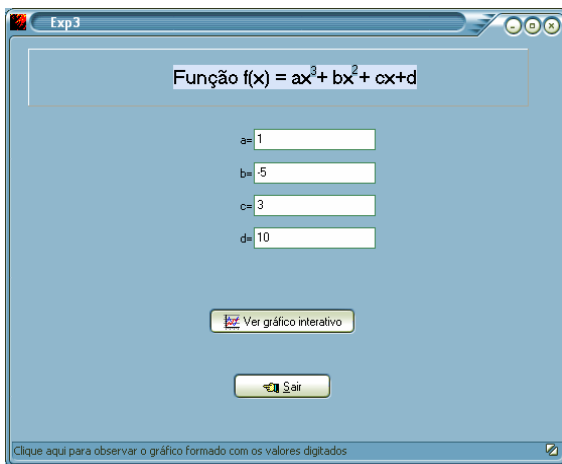 Exp3
Função f(x) = ax³+ bx²+ cx+d
a= 1
b= -5
c= 3
d= 10
Ver gráfico interativo
Sair
Clique aqui para observar o gráfico formado com os valores digitados